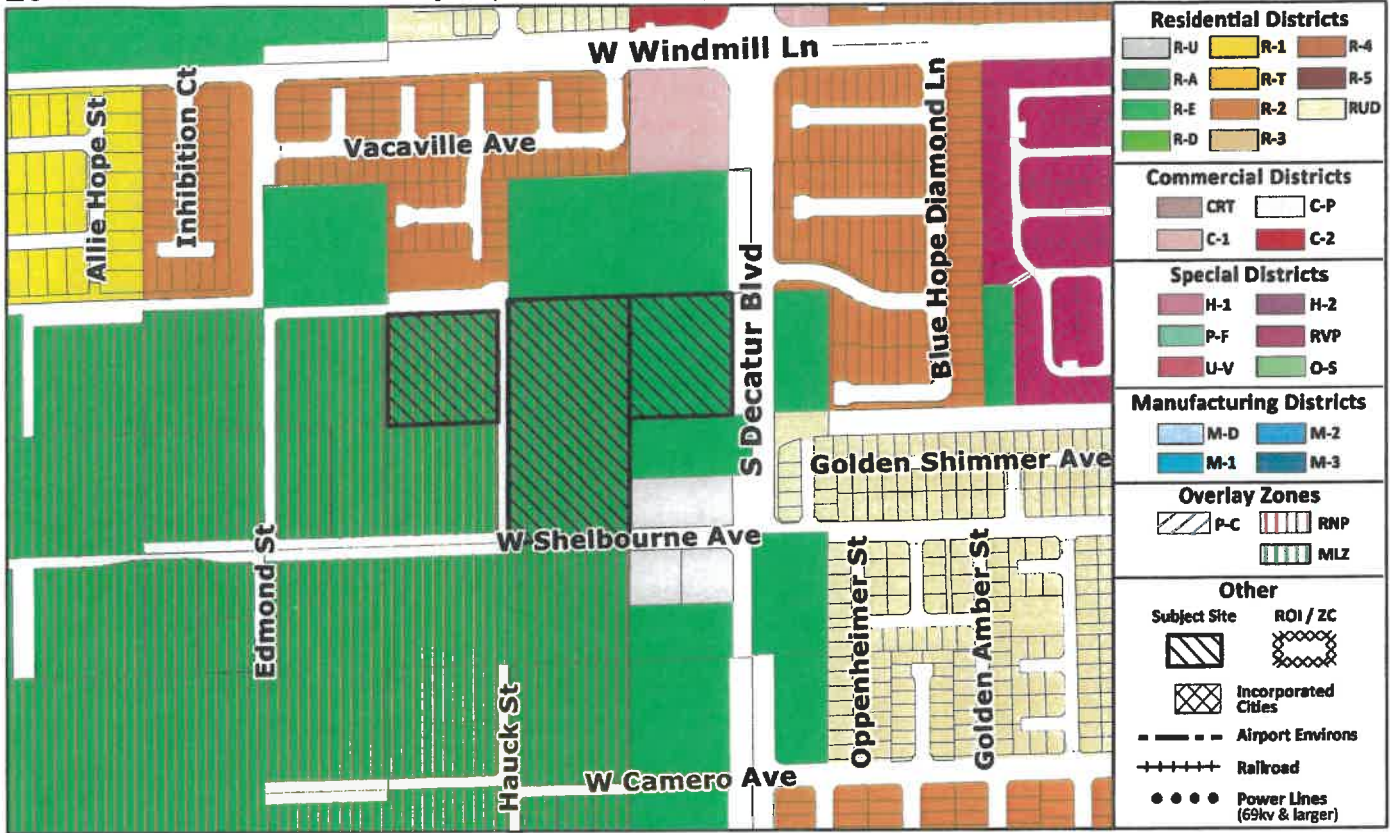 W Windmill Ln
Allie Hope St
Inhibition Ct
Vacaville Ave
Blue Hope Diamond Ln
S Decatur Blvd
Golden Shimmer Ave
W Shelbourne Ave
Edmond St
Oppenheimer St
Golden Amber St
Hauck St
W Camero Ave
Residential Districts
R-U R-1 R-4
R-A R-T R-5
R-E R-2 RUD
R-D R-3
Commercial Districts
CRT C-P
C-1 C-2
Special Districts
H-1 H-2
P-F RVP
U-V O-S
Manufacturing Districts
M-D M-2
M-1 M-3
Overlay Zones
P-C RNP
MLZ
Other
Subject Site ROI / ZC
Incorporated
Cities
Airport Environs
Railroad
Power Lines
(69kv & larger)